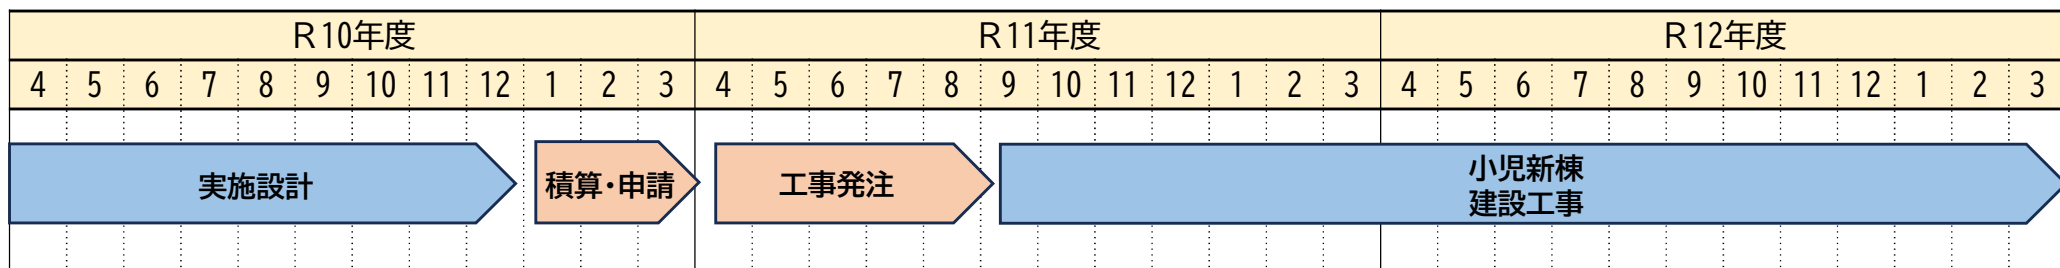 R10年度 R11年度 R12年度
4 5 6 7 8 9 10 11 12 1 2 3 4 5 6 7 8 9 10 11 12 1 2 3 4 5 6 7 8 9 10 11 12 1 2 3
実施設計 積算・申請 工事発注 小児新棟
建設工事